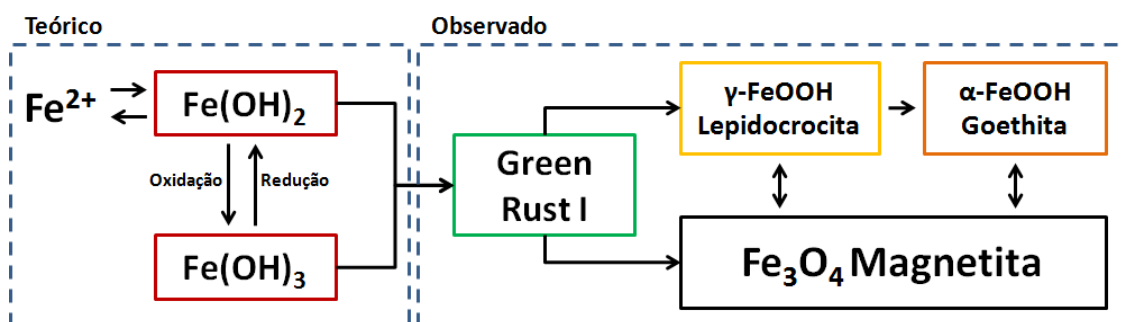 Teórico
Observado
Fe²⁺
Fe(OH)₂
Oxidação
Redução
Fe(OH)₃
Green
Rust I
γ-FeOOH
Lepidocrocita
α-FeOOH
Goethita
Fe₃O₄ Magnetita